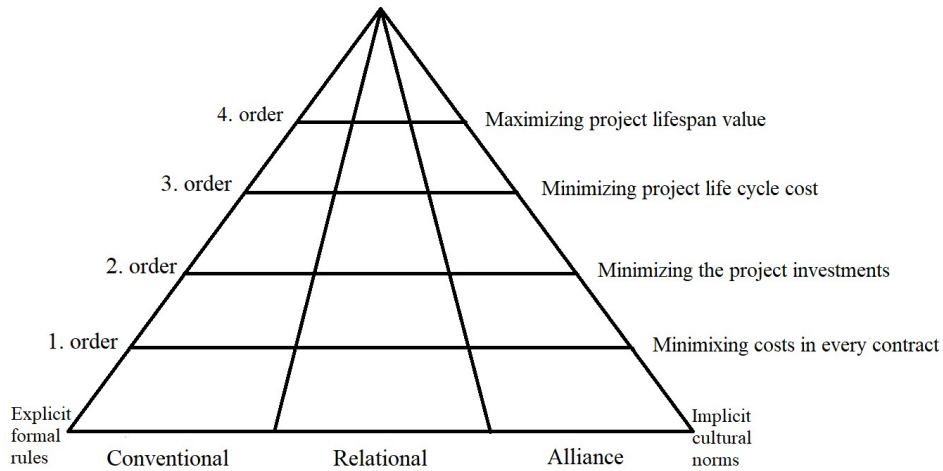 4. order
Maximizing project lifespan value
3. order
Minimizing project life cycle cost
2. order
Minimizing the project investments
1. order
Minimixing costs in every contract
Explicit
formal
rules
Implicit
cultural
norms
Conventional
Relational
Alliance